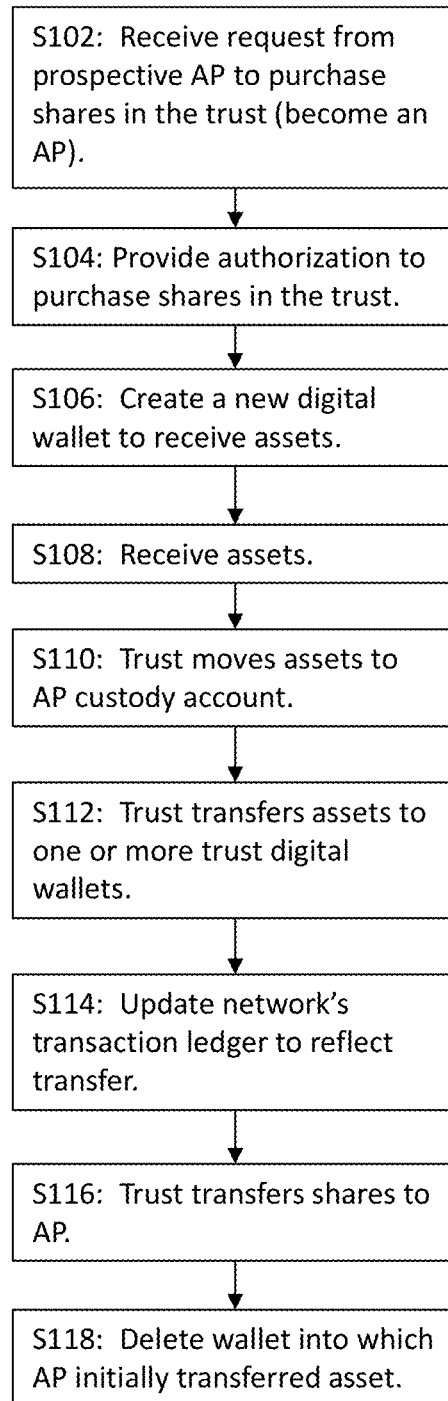 S102:  Receive request from
prospective AP to purchase
shares in the trust (become an
AP).
S104: Provide authorization to
purchase shares in the trust.
S106:  Create a new digital
wallet to receive assets.
S108:  Receive assets.
S110:  Trust moves assets to
AP custody account.
S112:  Trust transfers assets to
one or more trust digital
wallets.
S114:  Update network’s
transaction ledger to reflect
transfer.
S116:  Trust transfers shares to
AP.
S118:  Delete wallet into which
AP initially transferred asset.